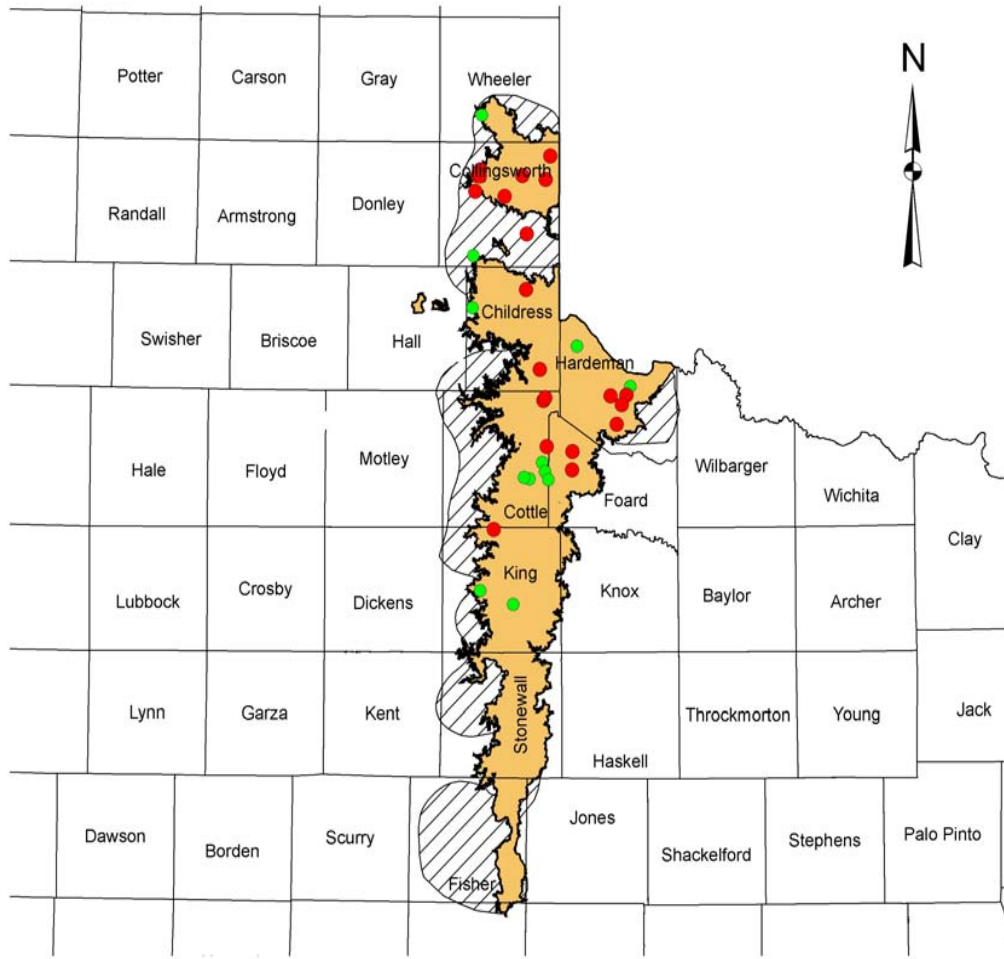 N
Potter
Carson
Gray
Wheeler
Collingsworth
Randall
Armstrong
Donley
Childress
Swisher
Briscoe
Hall
Hardeman
Hale
Floyd
Motley
Wilbarger
Wichita
Cottle
Foard
Clay
King
Lubbock
Crosby
Dickens
Knox
Baylor
Archer
Stonewall
Lynn
Garza
Kent
Throckmorton
Young
Jack
Haskell
Dawson
Borden
Scurry
Jones
Shackelford
Stephens
Palo Pinto
Fisher